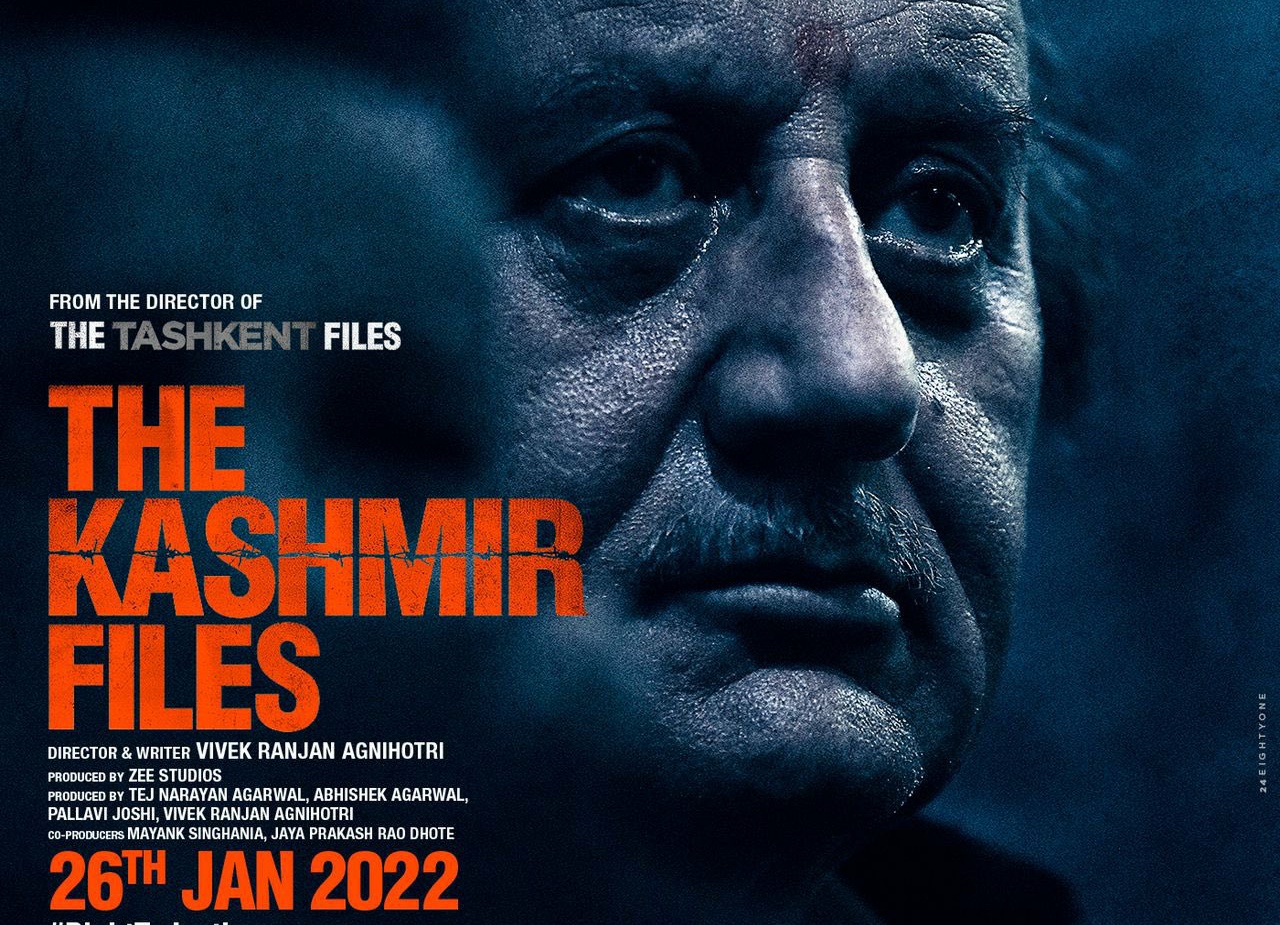 FROM THE DIRECTOR OF
THE TASHKENT FILES
THE
KASHMIR
FILES
DIRECTOR & WRITER VIVEK RANJAN AGNIHOTRI
PRODUCED BY ZEE STUDIOS
PRODUCED BY TEJ NARAYAN AGARWAL, ABHISHEK AGARWAL,
PALLAVI JOSHI, VIVEK RANJAN AGNIHOTRI
CO-PRODUCERS MAYANK SINGHANIA, JAYA PRAKASH RAO DHOTE
26TH JAN 2022
24EIGHTYONE